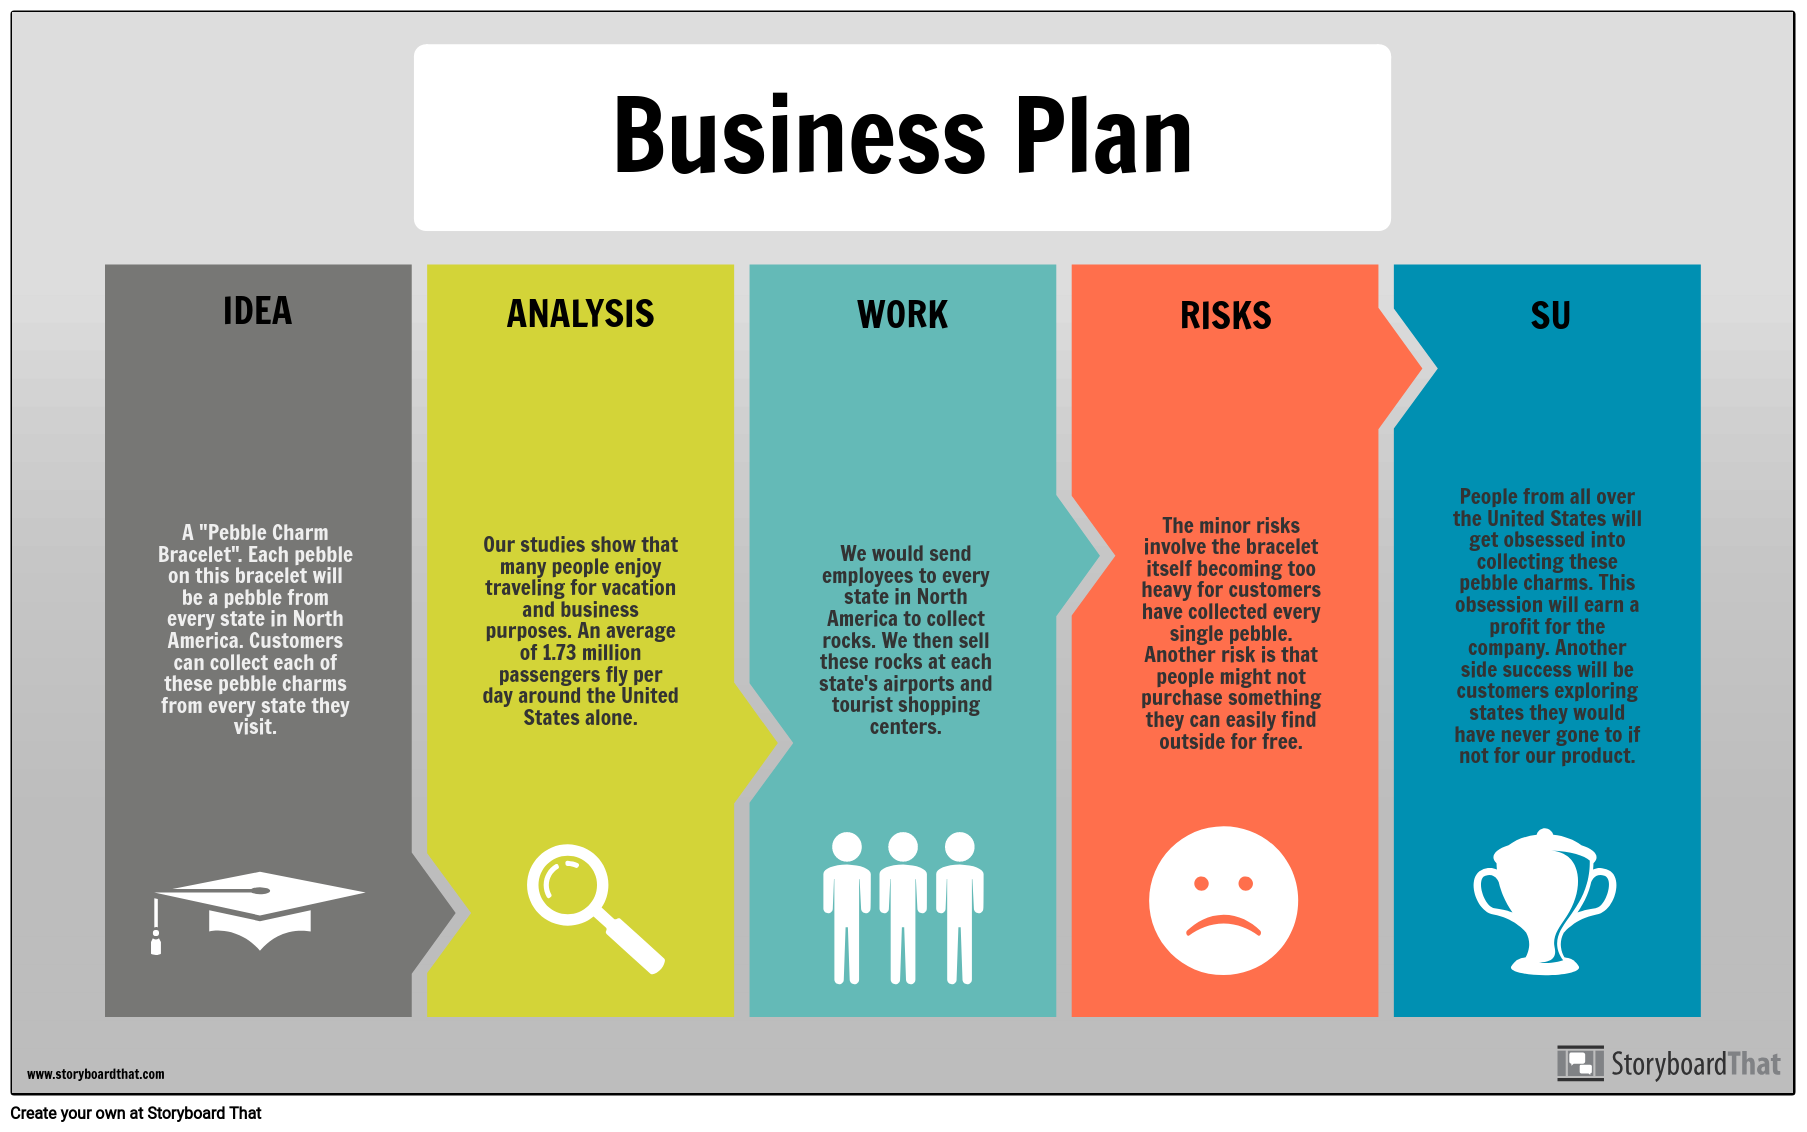 Business Plan
IDEA
A "Pebble Charm
Bracelet". Each pebble
on this bracelet will
be a pebble from
every state in North
America. Customers
can collect each of
these pebble charms
from every state they
visit.
ANALYSIS
Our studies show that
many people enjoy
traveling for vacation
and business
purposes. An average
of 1.73 million
passengers fly per
day around the United
States alone.
WORK
We would send
employees to every
state in North
America to collect
rocks. We then sell
these rocks at each
state's airports and
tourist shopping
centers.
RISKS
The minor risks
involve the bracelet
itself becoming too
heavy for customers
have collected every
single pebble.
Another risk is that
people might not
purchase something
they can easily find
outside for free.
SU
People from all over
the United States will
get obsessed into
collecting these
pebble charms. This
obsession will earn a
profit for the
company. Another
side success will be
customers exploring
states they would
have never gone to if
not for our product.
www.storyboardthat.com
StoryboardThat
Create your own at Storyboard That